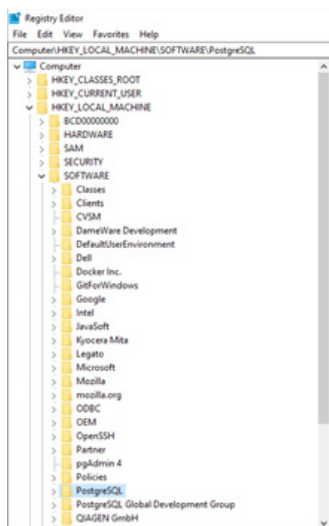 Registry Editor
File Edit View Favorites Help
Computer\HKEY_LOCAL_MACHINE\SOFTWARE\PostgreSQL
Computer
HKEY_CLASSES_ROOT
HKEY_CURRENT_USER
HKEY_LOCAL_MACHINE
BCD00000000
HARDWARE
SAM
SECURITY
SOFTWARE
Classes
Clients
CVSM
DameWare Development
DefaultUserEnvironment
Dell
Docker Inc.
GitForWindows
Google
Intel
JavaSoft
Kyocera Mita
Legato
Microsoft
Mozilla
mozilla.org
ODBC
OEM
OpenSSH
Partner
pgAdmin 4
Policies
PostgreSQL
PostgreSQL Global Development Group
QIAGEN GmbH